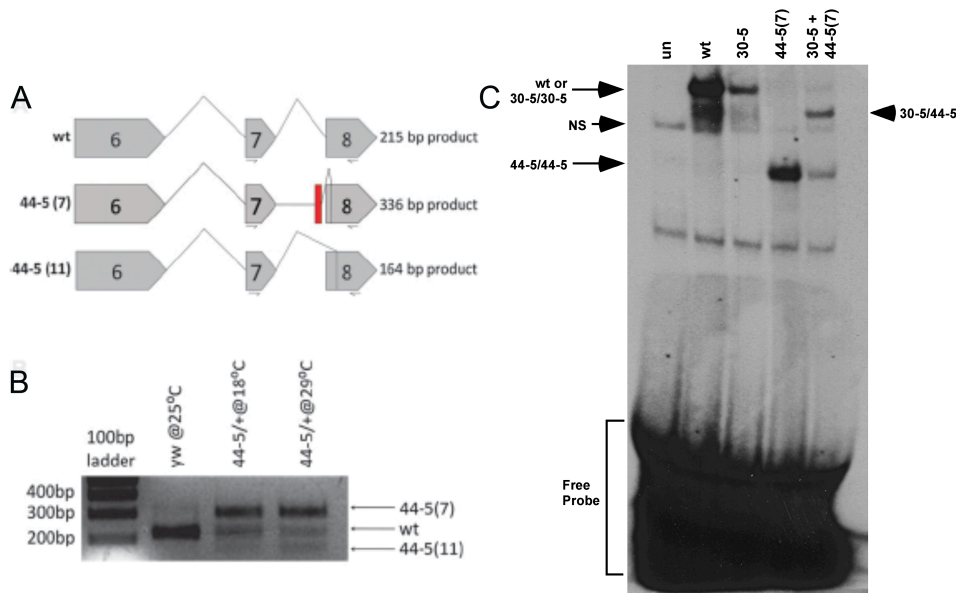 A
wt 6 7 8 215 bp product
44-5 (7) 6 7 8 336 bp product
44-5 (11) 6 7 8 164 bp product
B
100bp ladder
yw @25°C
44-5/+@18°C
44-5/+@29°C
400bp
300bp
200bp
44-5(7)
wt
44-5(11)
C
un
wt
30-5
44-5(7)
30-5 +
44-5(7)
wt or
30-5/30-5
NS
44-5/44-5
30-5/44-5
Free
Probe